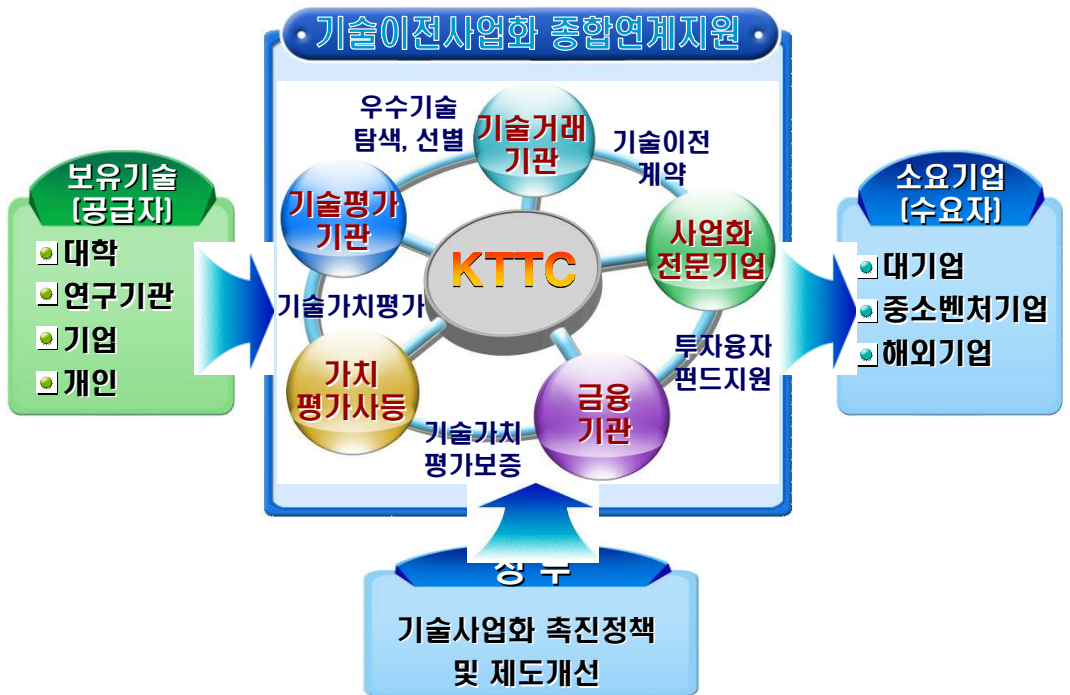 기술이전사업화 종합연계지원
우수기술
탐색, 선별
기술거래
기관
기술이전
계약
보유기술
(공급자)
대학
연구기관
기업
개인
기술평가
기관
KTTC
사업화
전문기업
소요기업
(수요자)
대기업
중소벤처기업
해외기업
기술가치평가
가치
평가사등
기술가치
평가보증
금융
기관
투자융자
펀드지원
정 부
기술사업화 촉진정책
및 제도개선